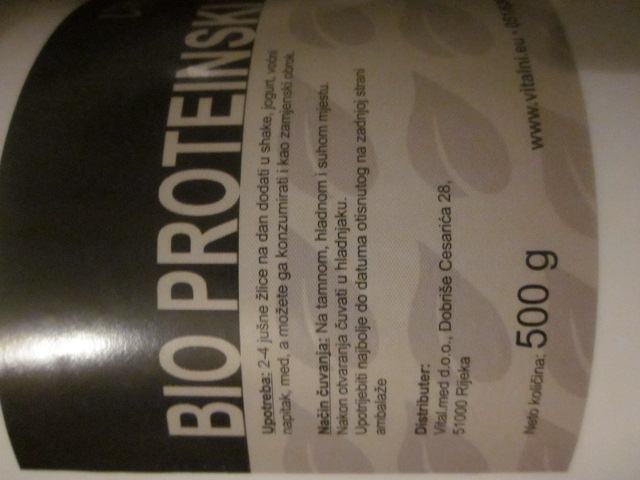 BIO PROTEINSKI
Upotreba: 2-4 jušne žlice na dan dodati u shake, jogurt, vodni
napitak, med, a možete ga konzumirati i kao zamjenski obrok.
Način čuvanja: Na tamnom, hladnom i suhom mjestu.
Nakon otvaranja čuvati u hladnjaku.
Upotrijebiti najbolje do datuma otisnutog na zadnjoj strani
ambalaže
Distributer:
Vital.med d.o.o., Dobriše Cesarića 28,
51000 Rijeka
Neto količina: 500 g
www.vitalni.eu •